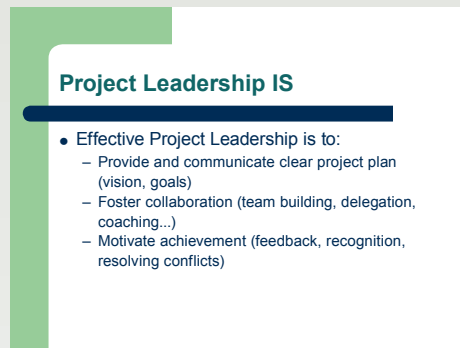 Project Leadership IS
● Effective Project Leadership is to:
– Provide and communicate clear project plan
(vision, goals)
– Foster collaboration (team building, delegation,
coaching...)
– Motivate achievement (feedback, recognition,
resolving conflicts)